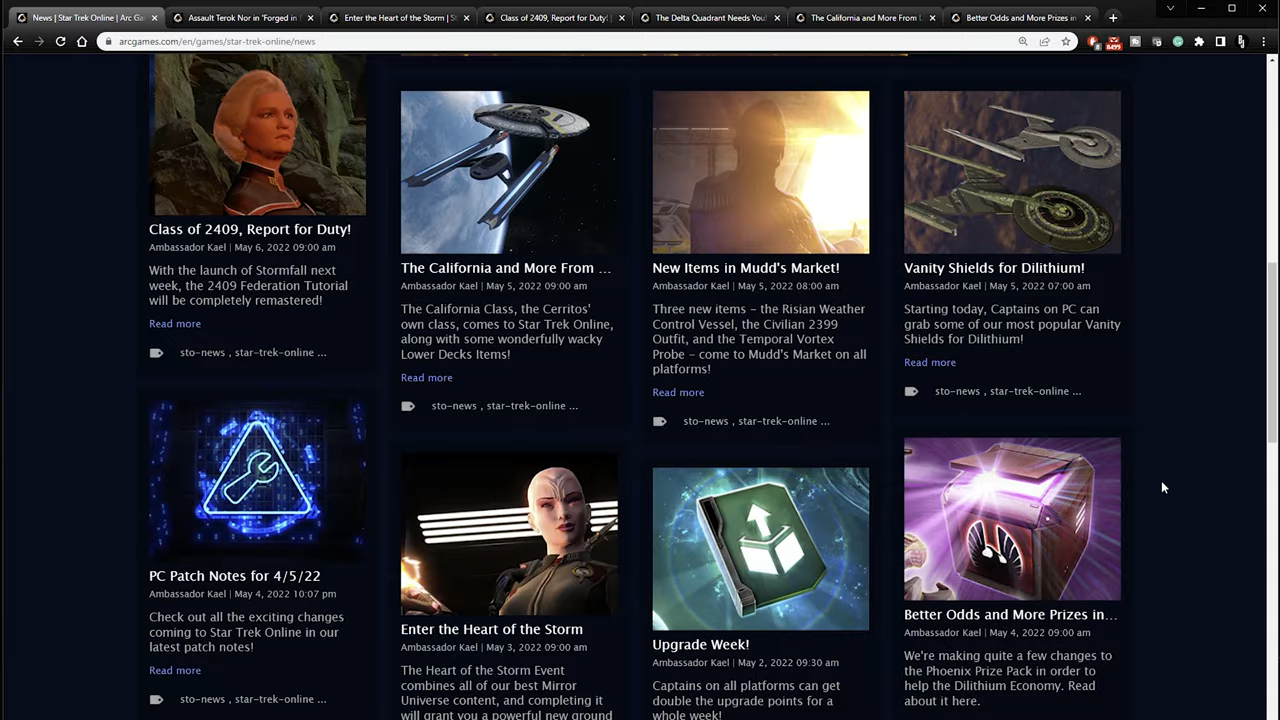 News | Star Trek Online | Arc Ga
Assault Terok Nor in 'Forged in F
Enter the Heart of the Storm | S
Class of 2409, Report for Duty!
The Delta Quadrant Needs You!
The California and More From L
Better Odds and More Prizes in
arcgames.com/en/games/star-trek-online/news
Class of 2409, Report for Duty!
Ambassador Kael | May 6, 2022 09:00 am
With the launch of Stormfall next
week, the 2409 Federation Tutorial
will be completely remastered!
Read more
sto-news , star-trek-online ...
The California and More From ...
Ambassador Kael | May 5, 2022 09:00 am
The California Class, the Cerritos'
own class, comes to Star Trek Online,
along with some wonderfully wacky
Lower Decks Items!
Read more
sto-news , star-trek-online ...
New Items in Mudd's Market!
Ambassador Kael | May 5, 2022 08:00 am
Three new items – the Risian Weather
Control Vessel, the Civilian 2399
Outfit, and the Temporal Vortex
Probe – come to Mudd's Market on all
platforms!
Read more
sto-news , star-trek-online ...
Vanity Shields for Dilithium!
Ambassador Kael | May 5, 2022 07:00 am
Starting today, Captains on PC can
grab some of our most popular Vanity
Shields for Dilithium!
Read more
sto-news , star-trek-online ...
PC Patch Notes for 4/5/22
Ambassador Kael | May 4, 2022 10:07 pm
Check out all the exciting changes
coming to Star Trek Online in our
latest patch notes!
Read more
sto-news , star-trek-online ...
Enter the Heart of the Storm
Ambassador Kael | May 3, 2022 09:00 am
The Heart of the Storm Event
combines all of our best Mirror
Universe content, and completing it
will grant you a powerful new ground
Upgrade Week!
Ambassador Kael | May 2, 2022 09:30 am
Captains on all platforms can get
double the upgrade points for a
whole week!
Better Odds and More Prizes in...
Ambassador Kael | May 4, 2022 09:00 am
We're making quite a few changes to
the Phoenix Prize Pack in order to
help the Dilithium Economy. Read
about it here.